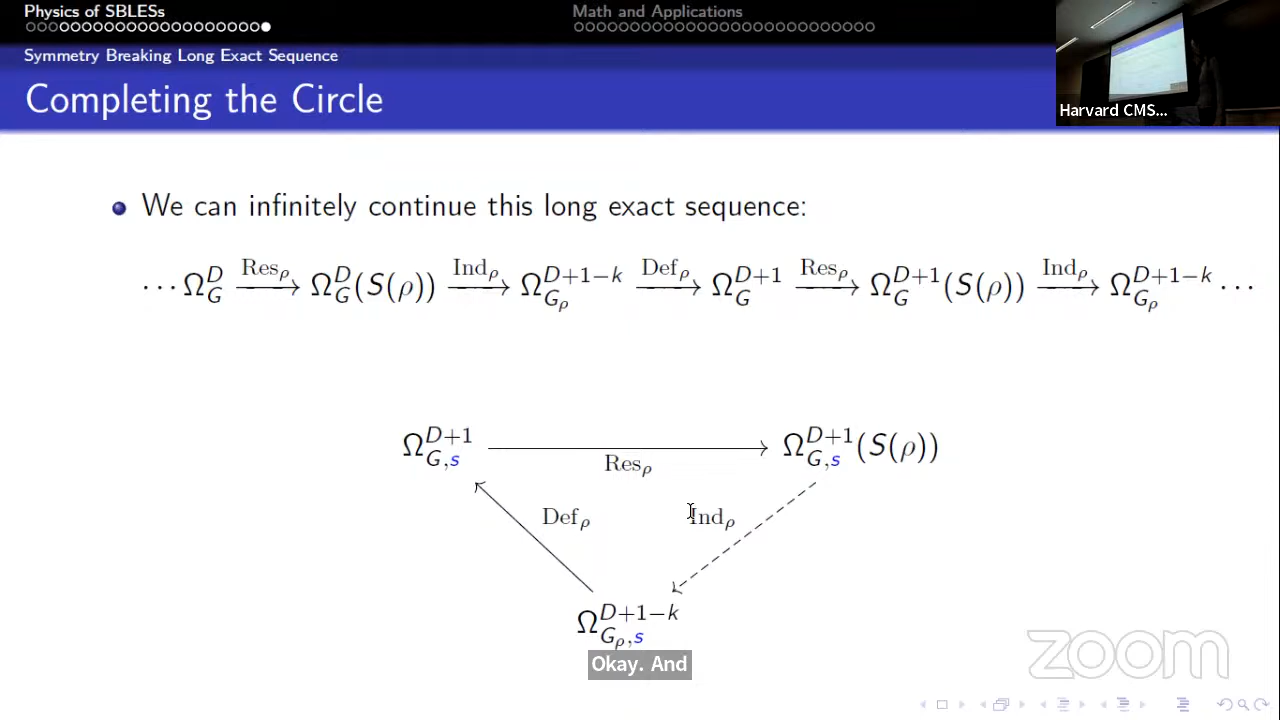 Physics of SBLESs
Math and Applications
Symmetry Breaking Long Exact Sequence
Completing the Circle
Harvard CMS...
We can infinitely continue this long exact sequence:
⋯ Ω_G^D —Res_ρ→ Ω_G^D(S(ρ)) —Ind_ρ→ Ω_{G_ρ}^{D+1−k} —Def_ρ→ Ω_G^{D+1} —Res_ρ→ Ω_G^{D+1}(S(ρ)) —Ind_ρ→ Ω_{G_ρ}^{D+1−k} ⋯
Ω_{G,s}^{D+1} Ω_{G,s}^{D+1}(S(ρ))
Res_ρ
Def_ρ Ind_ρ
Ω_{G_ρ,s}^{D+1−k}
Okay. And
zoom